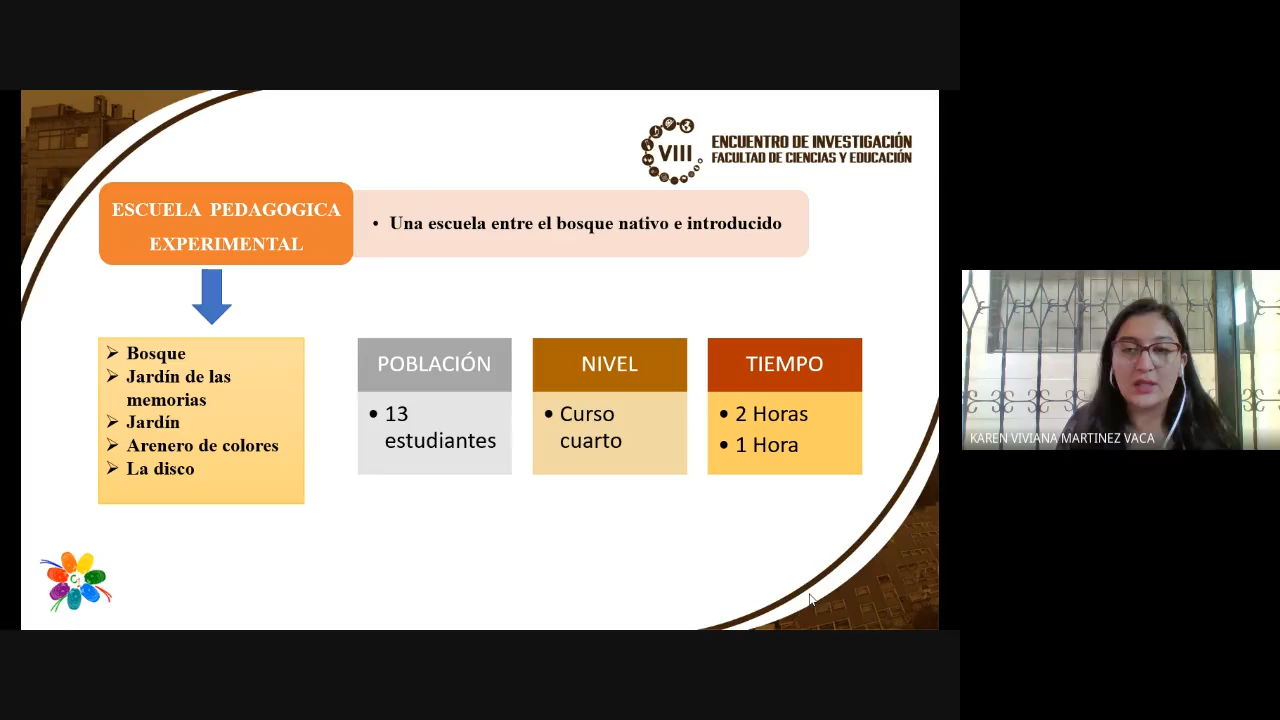 VIII
ENCUENTRO DE INVESTIGACIÓN
FACULTAD DE CIENCIAS Y EDUCACIÓN
ESCUELA PEDAGOGICA
EXPERIMENTAL
• Una escuela entre el bosque nativo e introducido
➢ Bosque
➢ Jardín de las
memorias
➢ Jardín
➢ Arenero de colores
➢ La disco
POBLACIÓN
• 13
estudiantes
NIVEL
• Curso
cuarto
TIEMPO
• 2 Horas
• 1 Hora
KAREN VIVIANA MARTINEZ VACA